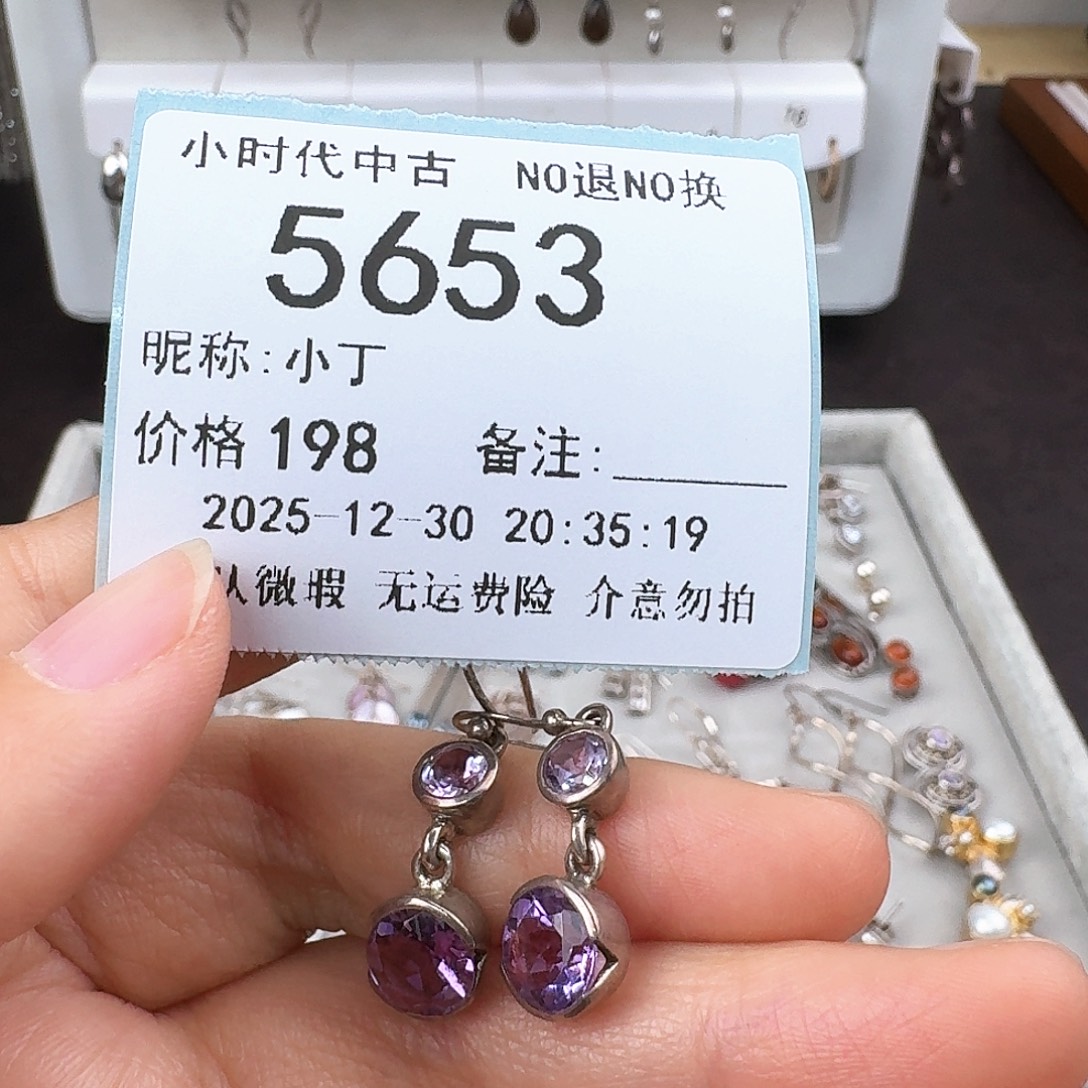 小时代中古 NO退NO换
5653
昵称:小丁
价格 198 备注:
2025-12-30 20:35:19
认微瑕 无运费险 介意勿拍